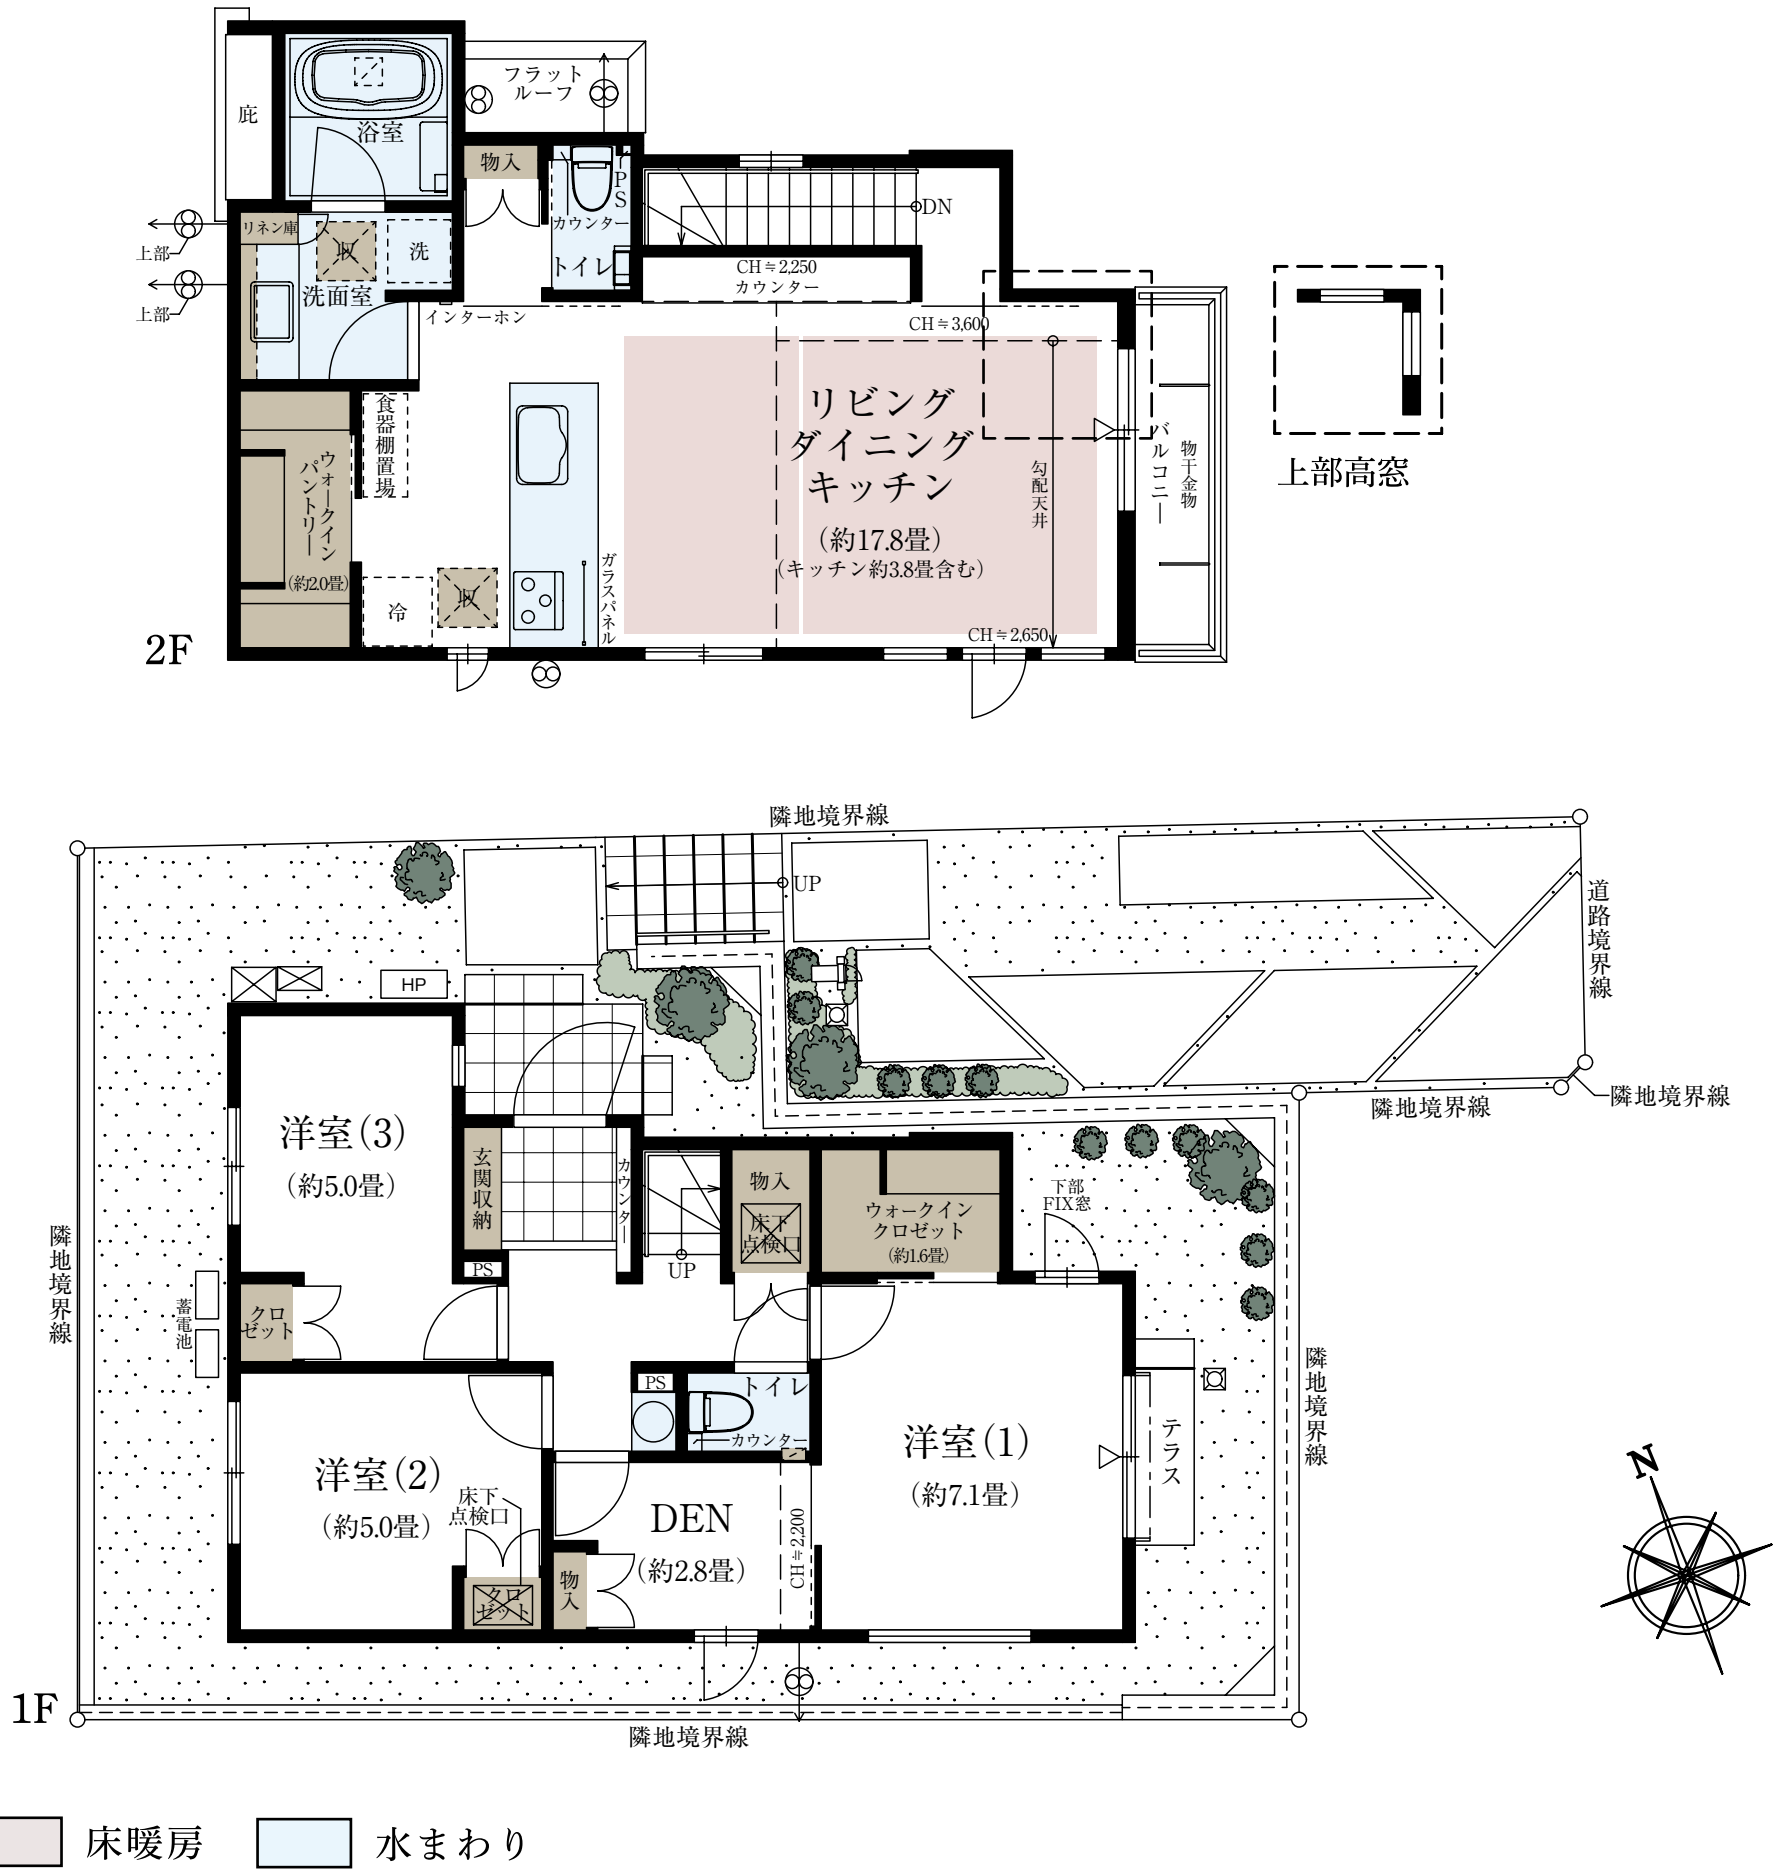 フラット
ルーフ
庇
浴室
物入
PS
カウンター
トイレ
DN
リネン庫
収
洗
上部
上部
洗面室
インターホン
CH≒2,250
カウンター
CH≒3,600
食器棚置場
ウォークイン
パントリー
(約2.0畳)
リビング
ダイニング
キッチン
(約17.8畳)
(キッチン約3.8畳含む)
勾配天井
バルコニー
物干金物
上部高窓
冷
収
ガラスパネル
CH≒2,650
2F
隣地境界線
UP
道路境界線
HP
隣地境界線
隣地境界線
洋室(3)
(約5.0畳)
玄関収納
カウンター
物入
床下
点検口
ウォークイン
クロゼット
(約1.6畳)
下部
FIX窓
隣地境界線
PS
UP
蓄電池
クロ
ゼット
PS
トイレ
カウンター
隣地境界線
洋室(1)
(約7.1畳)
テラス
洋室(2)
(約5.0畳)
床下
点検口
クロ
ゼット
DEN
(約2.8畳)
物入
CH≒2,200
N
1F
隣地境界線
床暖房
水まわり